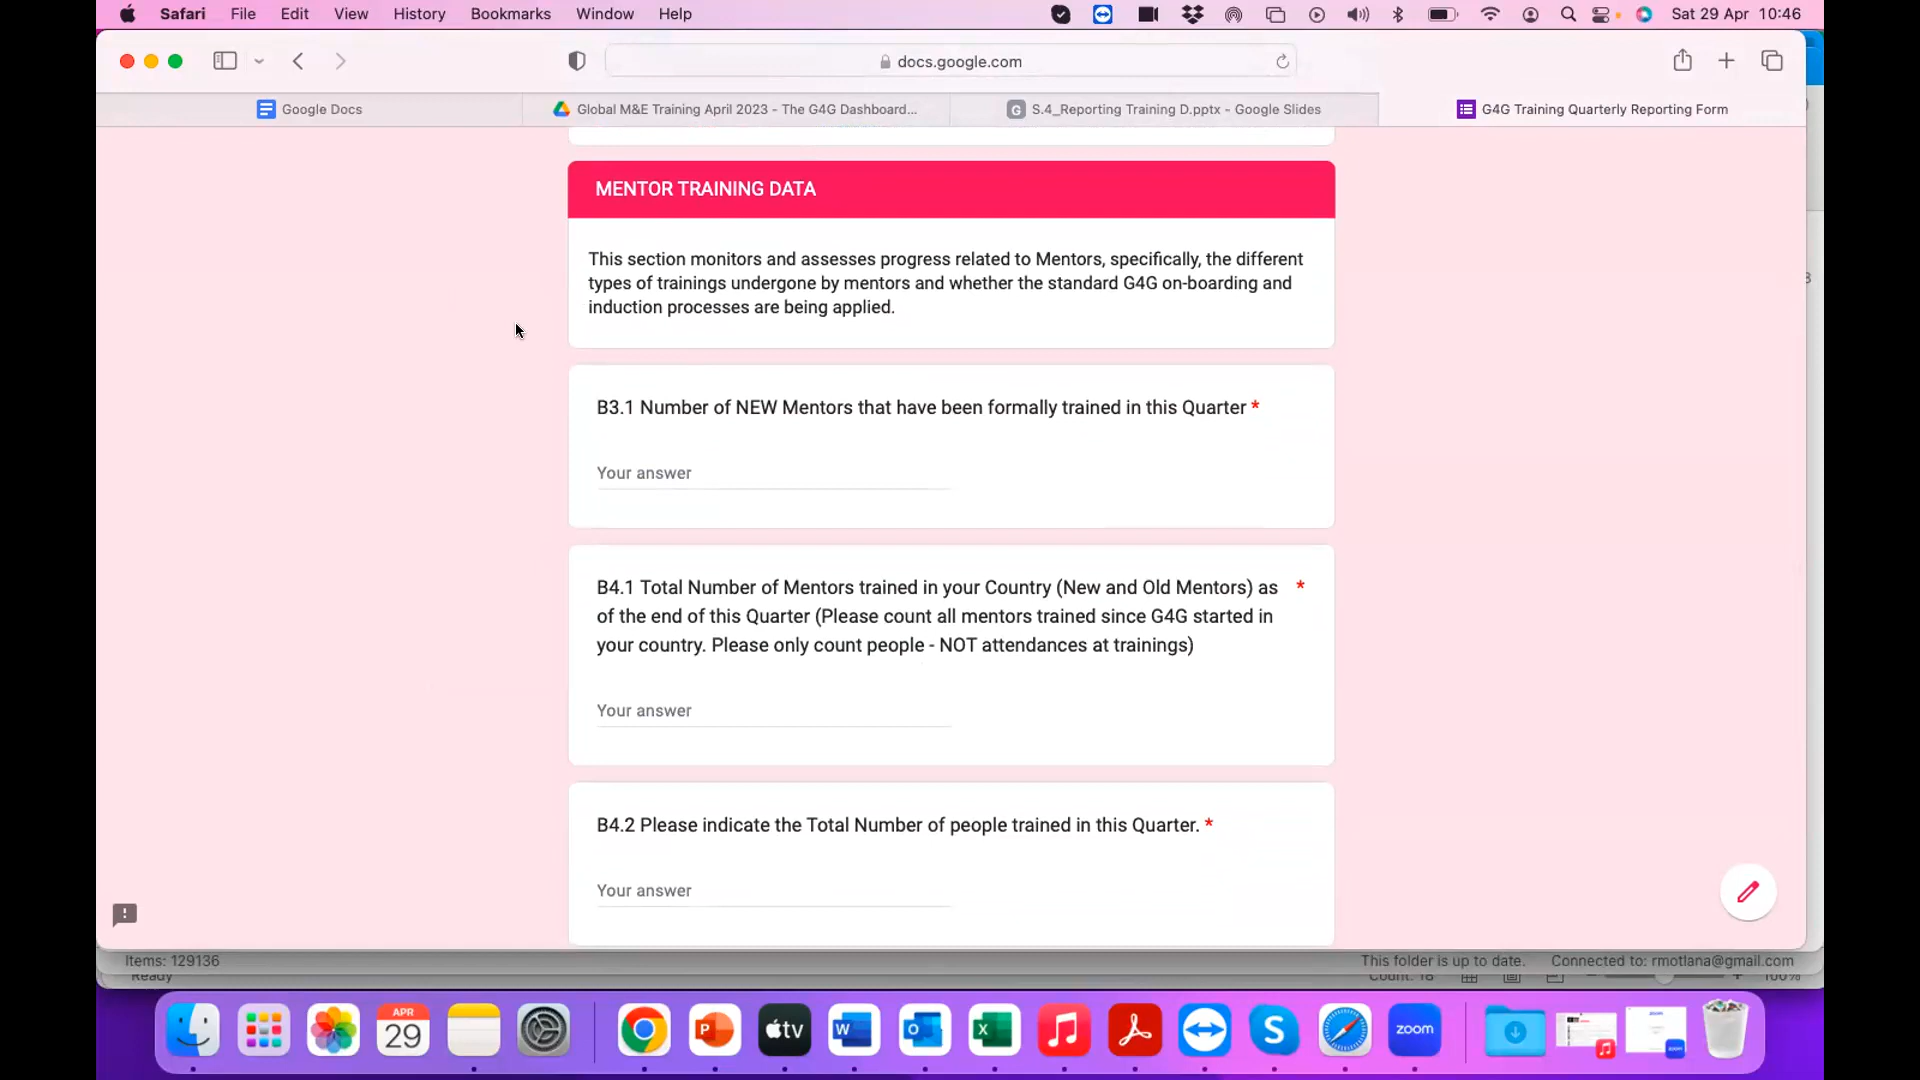 Safari File Edit View History Bookmarks Window Help Sat 29 Apr 10:46
docs.google.com
Google Docs Global M&E Training April 2023 - The G4G Dashboard... S.4_Reporting Training D.pptx - Google Slides G4G Training Quarterly Reporting Form
MENTOR TRAINING DATA
This section monitors and assesses progress related to Mentors, specifically, the different
types of trainings undergone by mentors and whether the standard G4G on-boarding and
induction processes are being applied.
B3.1 Number of NEW Mentors that have been formally trained in this Quarter *
Your answer
B4.1 Total Number of Mentors trained in your Country (New and Old Mentors) as *
of the end of this Quarter (Please count all mentors trained since G4G started in
your country. Please only count people - NOT attendances at trainings)
Your answer
B4.2 Please indicate the Total Number of people trained in this Quarter. *
Your answer
Items: 129136 This folder is up to date. Connected to: rmotlana@gmail.com
Ready Count: 18 100%
APR
29
P
tv
W
O
X
S
zoom